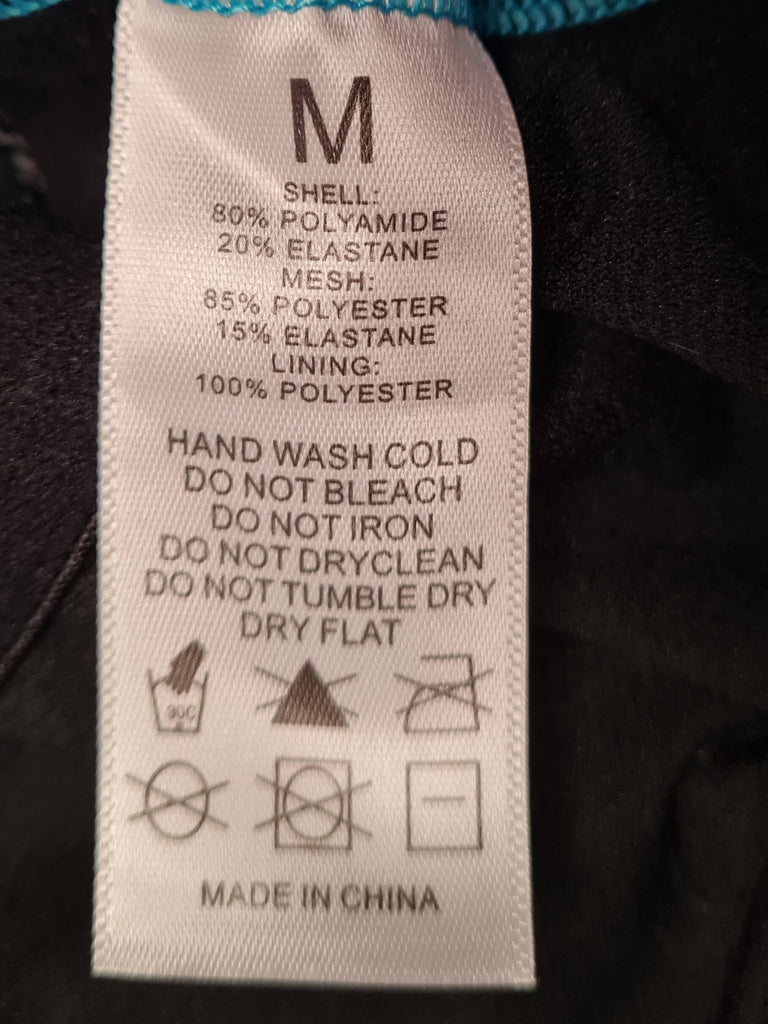 M
SHELL:
80% POLYAMIDE
20% ELASTANE
MESH:
85% POLYESTER
15% ELASTANE
LINING:
100% POLYESTER
HAND WASH COLD
DO NOT BLEACH
DO NOT IRON
DO NOT DRYCLEAN
DO NOT TUMBLE DRY
DRY FLAT
30C
MADE IN CHINA